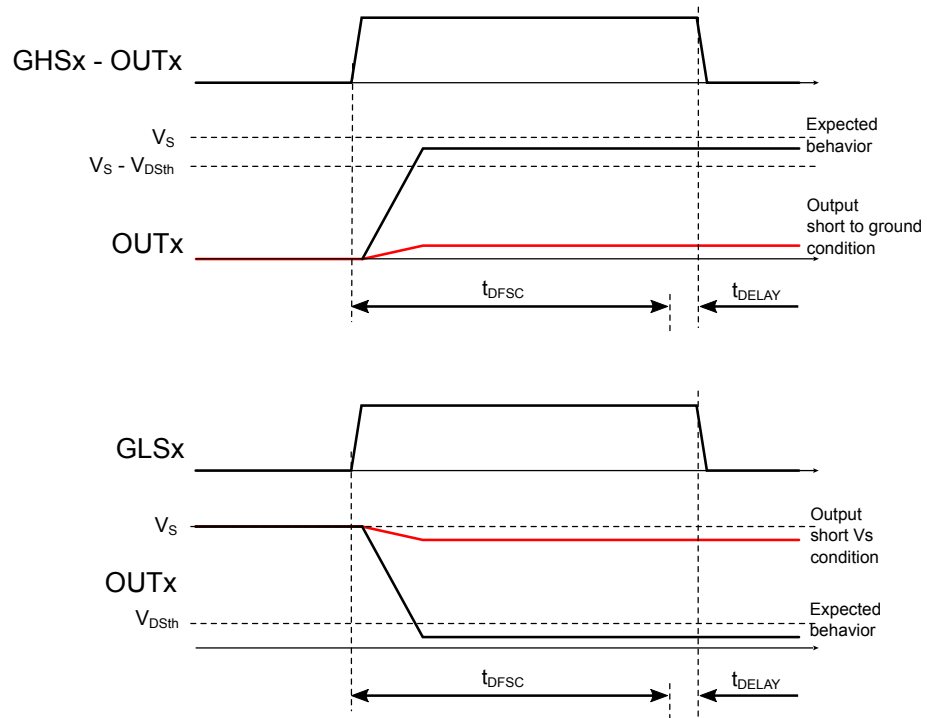 GHSx - OUTx
VS
Expected
behavior
VS - VDSth
Output
short to ground
condition
OUTx
tDFSC
tDELAY
GLSx
VS
Output
short Vs
condition
OUTx
VDSth
Expected
behavior
tDFSC
tDELAY